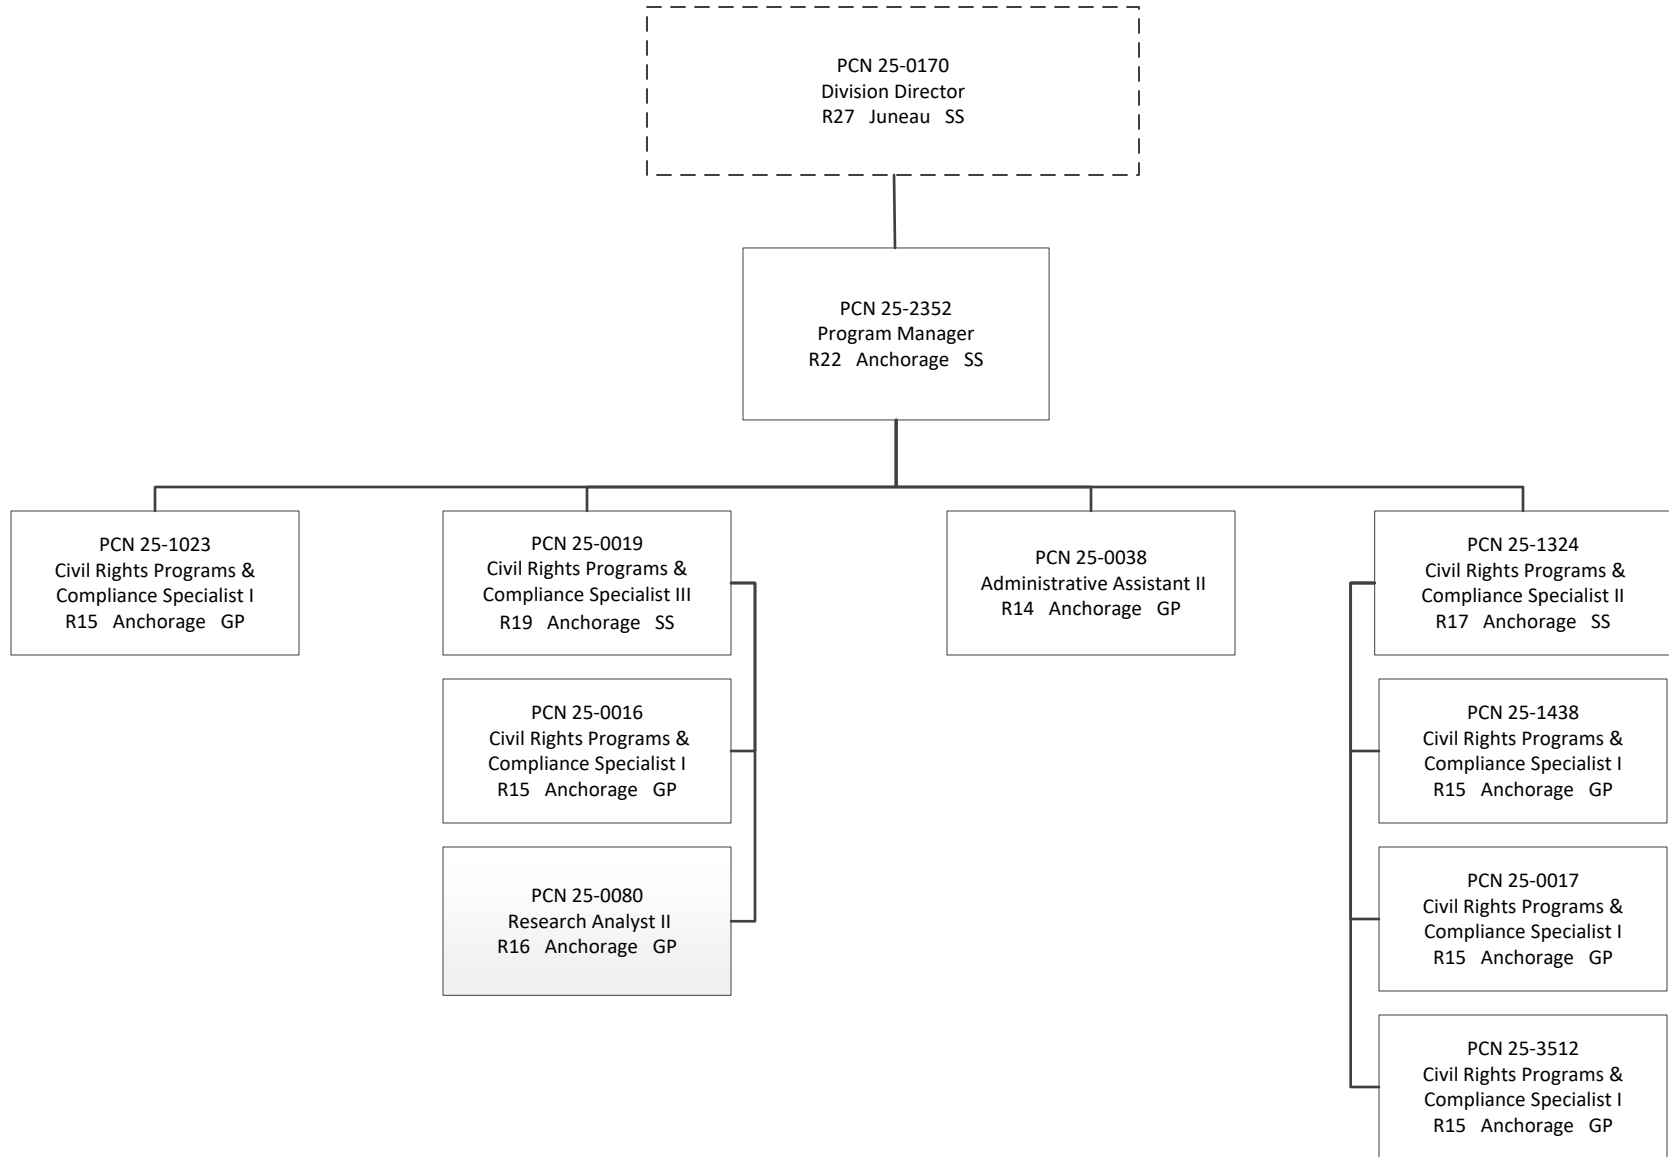 PCN 25-0170
Division Director
R27 Juneau SS
PCN 25-2352
Program Manager
R22 Anchorage SS
PCN 25-1023
Civil Rights Programs &
Compliance Specialist I
R15 Anchorage GP
PCN 25-0019
Civil Rights Programs &
Compliance Specialist III
R19 Anchorage SS
PCN 25-0016
Civil Rights Programs &
Compliance Specialist I
R15 Anchorage GP
PCN 25-0080
Research Analyst II
R16 Anchorage GP
PCN 25-0038
Administrative Assistant II
R14 Anchorage GP
PCN 25-1324
Civil Rights Programs &
Compliance Specialist II
R17 Anchorage SS
PCN 25-1438
Civil Rights Programs &
Compliance Specialist I
R15 Anchorage GP
PCN 25-0017
Civil Rights Programs &
Compliance Specialist I
R15 Anchorage GP
PCN 25-3512
Civil Rights Programs &
Compliance Specialist I
R15 Anchorage GP